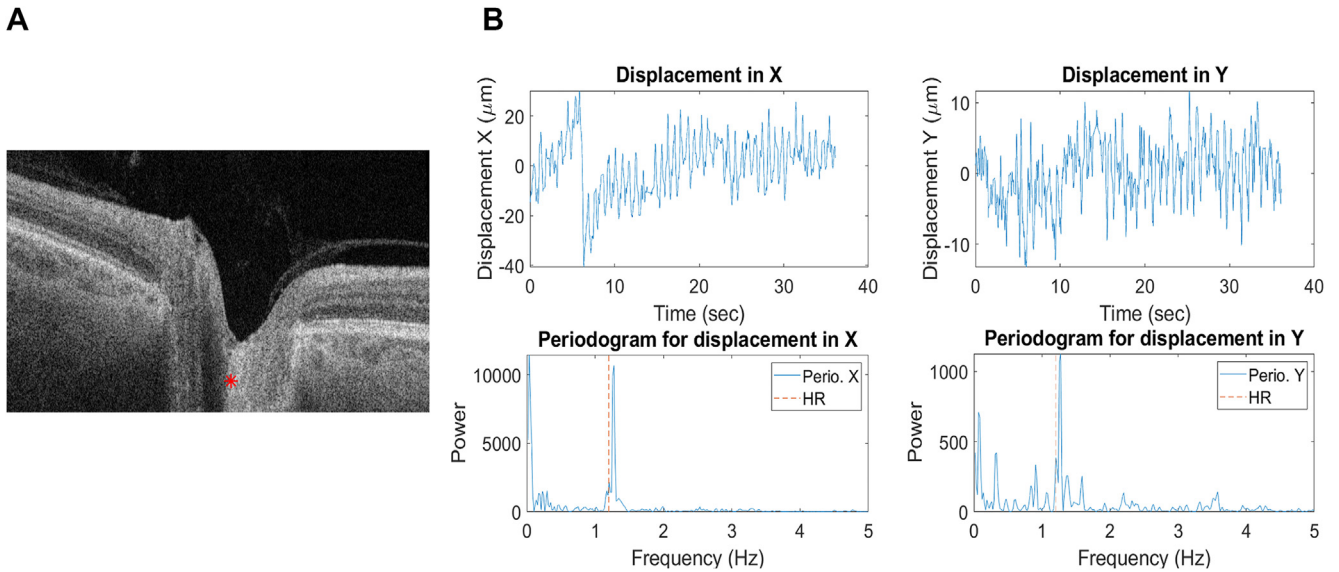 A
B
Displacement in X
Displacement X (μm)
20
0
-20
-40
0
10
20
30
40
Time (sec)
Displacement in Y
Displacement Y (μm)
10
0
-10
0
10
20
30
40
Time (sec)
Periodogram for displacement in X
Power
10000
5000
0
Perio. X
HR
0
1
2
3
4
5
Frequency (Hz)
Periodogram for displacement in Y
Power
1000
500
0
Perio. Y
HR
0
1
2
3
4
5
Frequency (Hz)